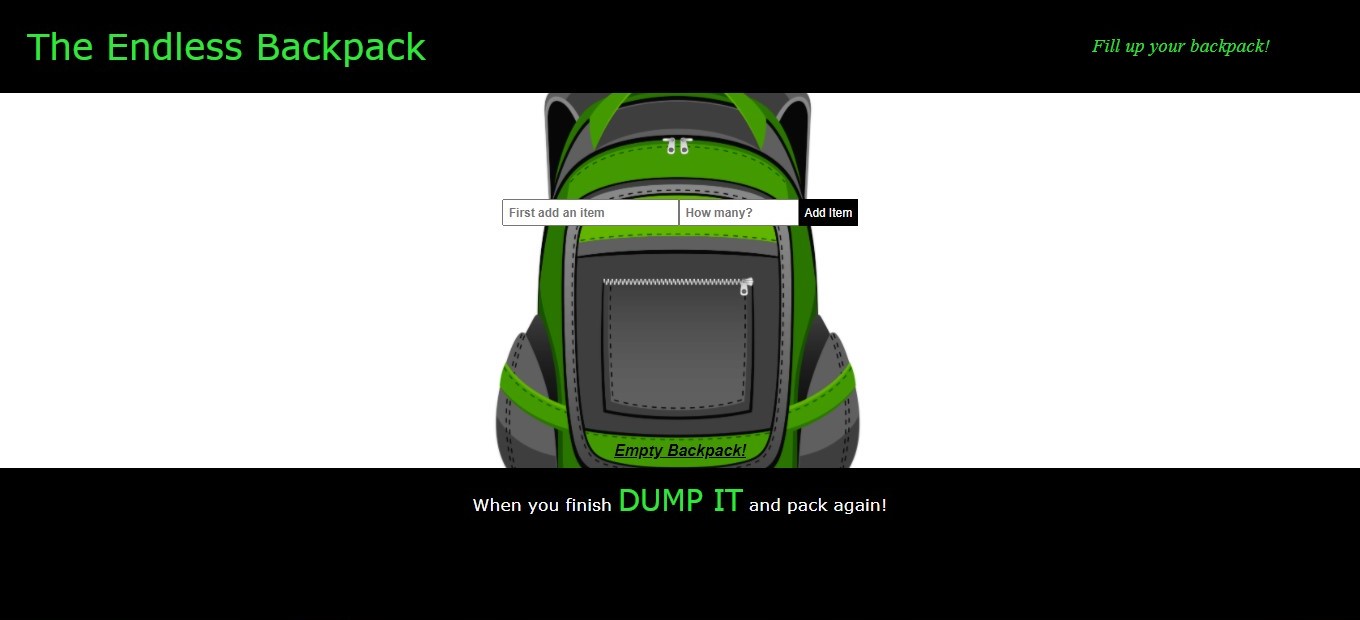 The Endless Backpack
Fill up your backpack!
First add an item
How many?
Add Item
Empty Backpack!
When you finish DUMP IT and pack again!